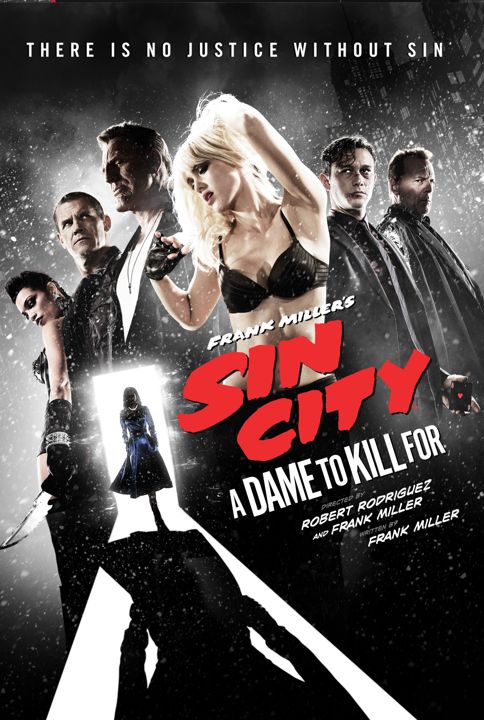 THERE IS NO JUSTICE WITHOUT SIN
FRANK MILLER'S
SIN
CITY
A DAME TO KILL FOR
DIRECTED BY
ROBERT RODRIGUEZ
AND FRANK MILLER
WRITTEN BY
FRANK MILLER